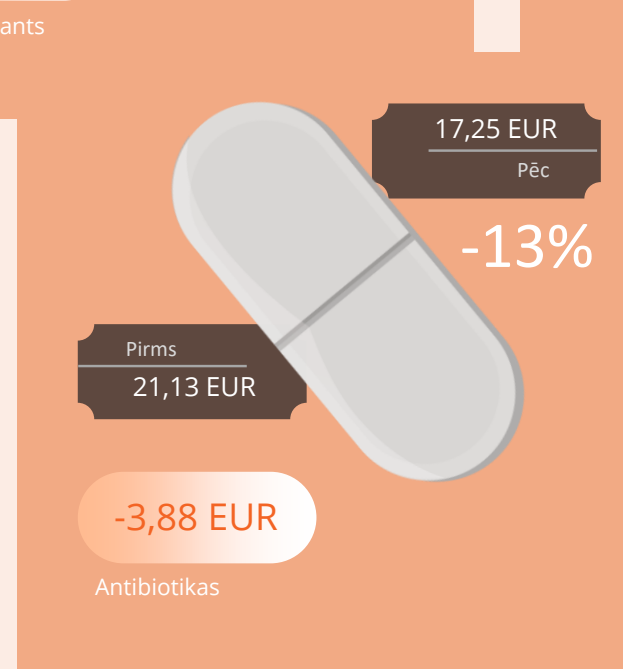 ants
17,25 EUR
Pēc
-13%
Pirms
21,13 EUR
-3,88 EUR
Antibiotikas